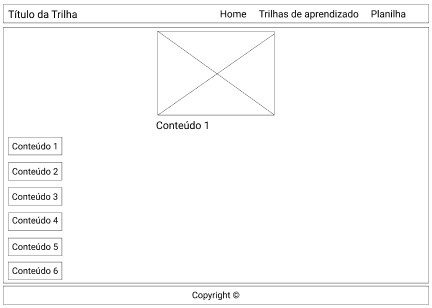 Título da Trilha Home Trilhas de aprendizado Planilha
Conteúdo 1
Conteúdo 1
Conteúdo 2
Conteúdo 3
Conteúdo 4
Conteúdo 5
Conteúdo 6
Copyright ©